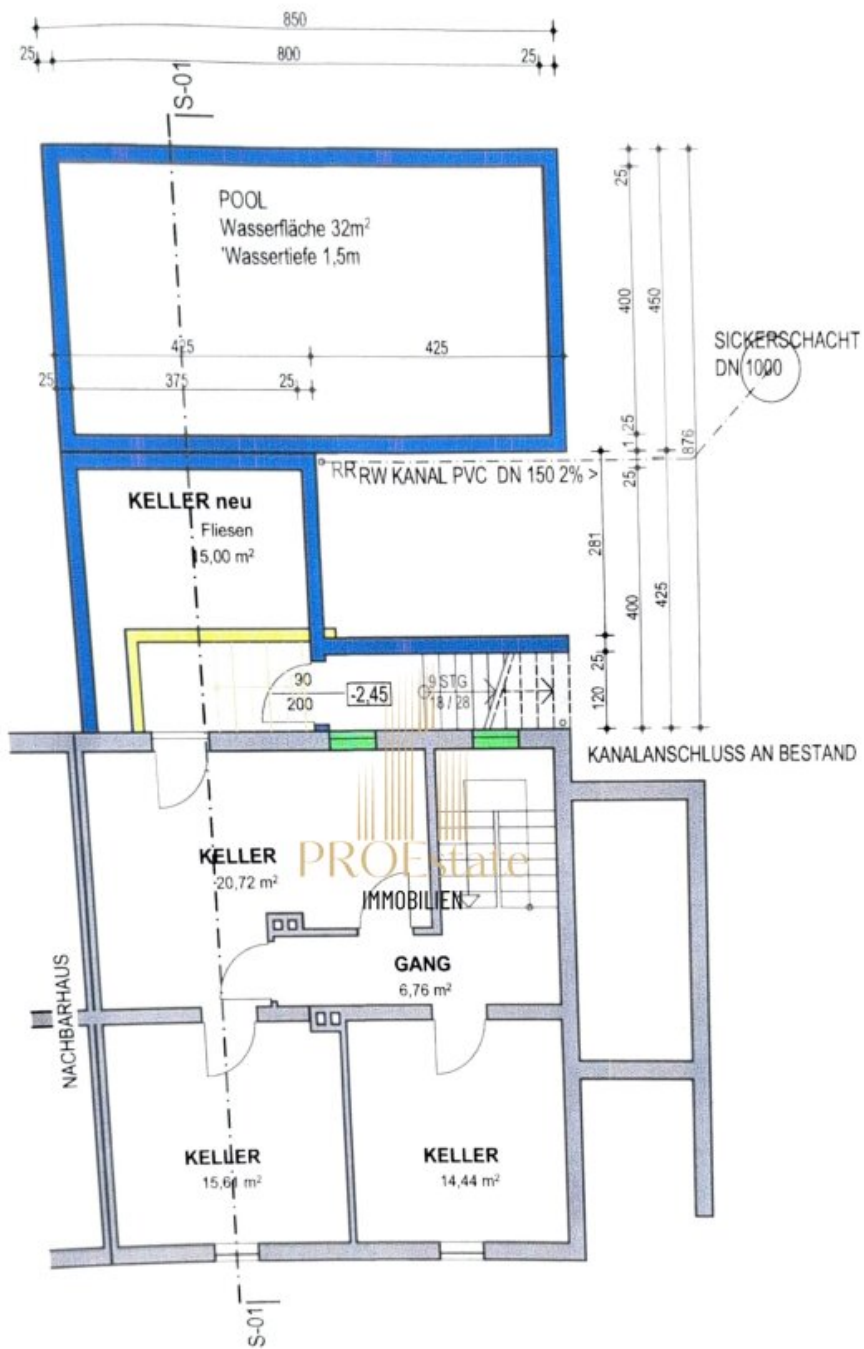 850
25
800
25
S-01
POOL
Wasserfläche 32m²
'Wassertiefe 1,5m
425
425
25
375
25
25
400
450
1,25
876
SICKERSCHACHT
DN 1000
RR RW KANAL PVC DN 150 2% >
KELLER neu
Fliesen
15,00 m²
25
281
400
425
25
120
90
200
-2,45
9 STG
18 / 28
KANALANSCHLUSS AN BESTAND
KELLER
20,72 m²
PROEstate
IMMOBILIEN
GANG
6,76 m²
NACHBARHAUS
KELLER
15,61 m²
KELLER
14,44 m²
S-01